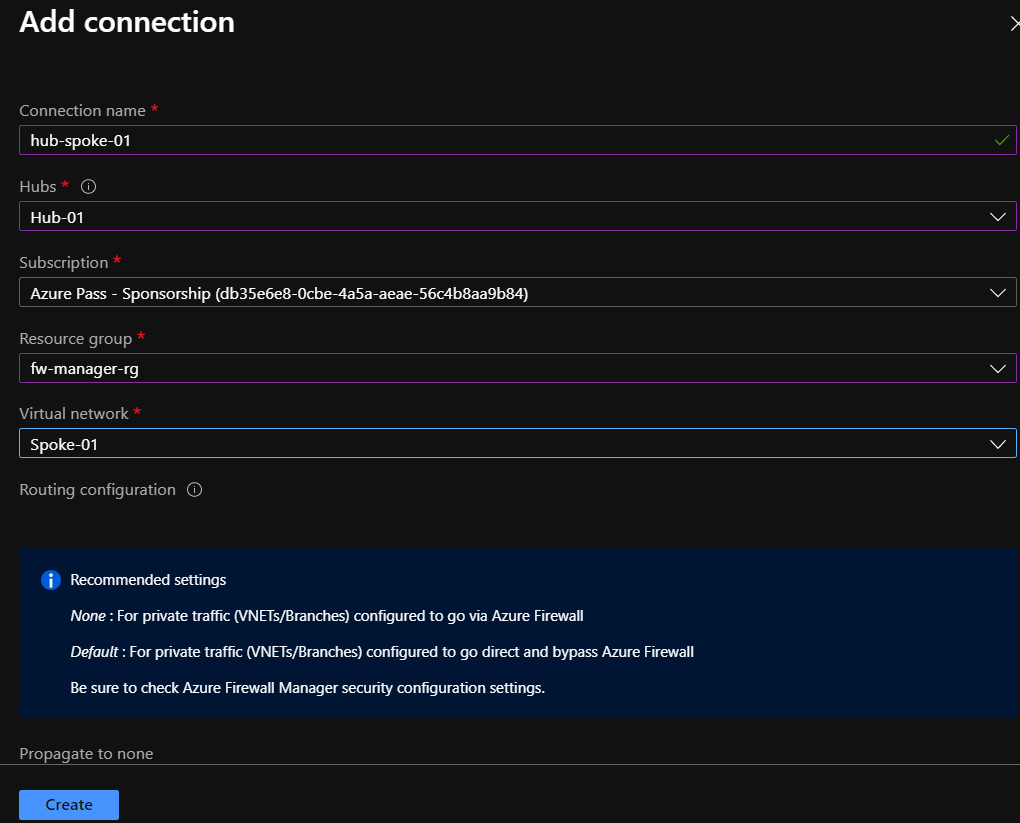 Add connection
Connection name *
hub-spoke-01
Hubs *
Hub-01
Subscription *
Azure Pass - Sponsorship (db35e6e8-0cbe-4a5a-aeae-56c4b8aa9b84)
Resource group *
fw-manager-rg
Virtual network *
Spoke-01
Routing configuration
Recommended settings
None : For private traffic (VNETs/Branches) configured to go via Azure Firewall
Default : For private traffic (VNETs/Branches) configured to go direct and bypass Azure Firewall
Be sure to check Azure Firewall Manager security configuration settings.
Propagate to none
Create